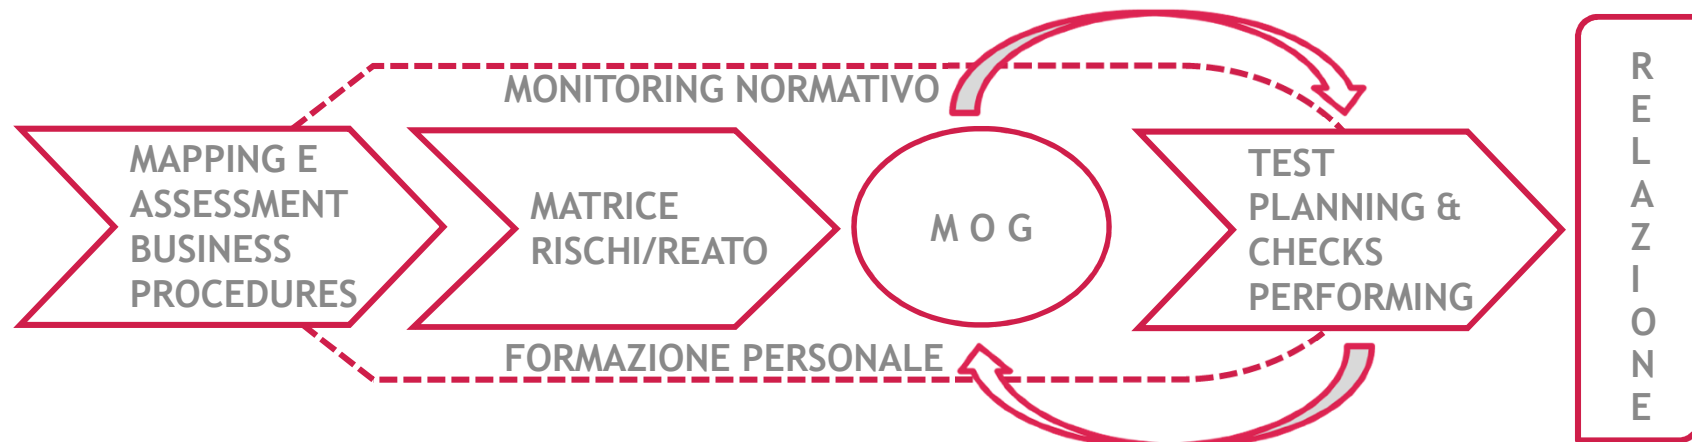 MONITORING NORMATIVO
MAPPING E
ASSESSMENT
BUSINESS
PROCEDURES
MATRICE
RISCHI/REATO
M O G
TEST
PLANNING &
CHECKS
PERFORMING
FORMAZIONE PERSONALE
R
E
L
A
Z
I
O
N
E